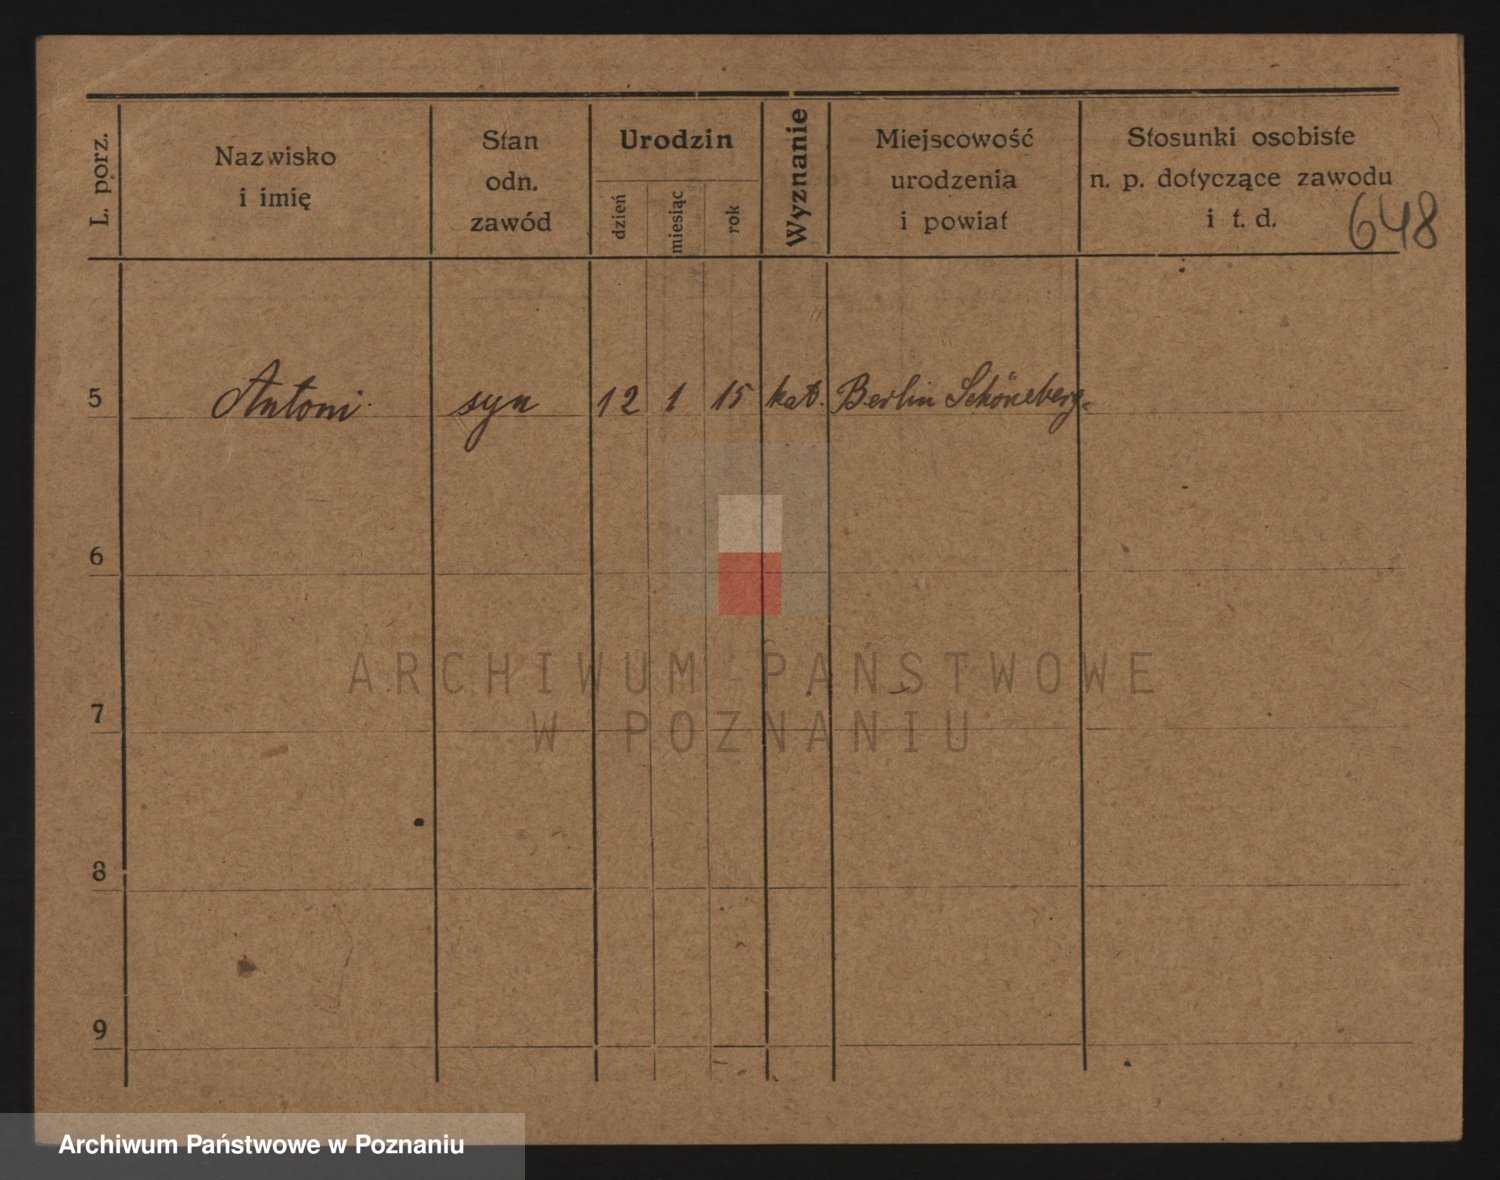 L. porz.
Nazwisko
i imię
Stan
odn.
zawód
Urodzin
dzień
miesiąc
rok
Wyznanie
Miejscowość
urodzenia
i powiat
Stosunki osobiste
n. p. dotyczące zawodu
i t. d.
648
5 Antoni syn 12 1 15 kat. Berlin Schöneberg.
6
7
8
9
ARCHIWUM PAŃSTWOWE
W POZNANIU
Archiwum Państwowe w Poznaniu